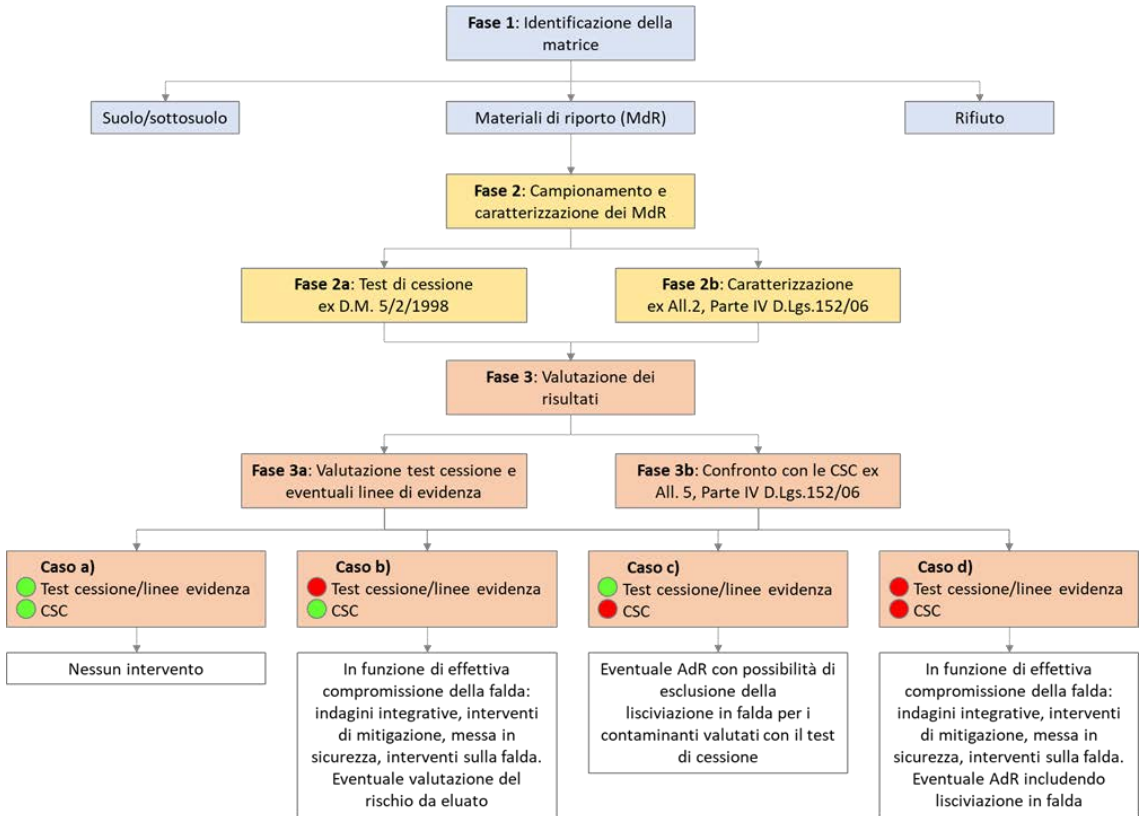 Fase 1: Identificazione della
matrice
Suolo/sottosuolo
Materiali di riporto (MdR)
Rifiuto
Fase 2: Campionamento e
caratterizzazione dei MdR
Fase 2a: Test di cessione
ex D.M. 5/2/1998
Fase 2b: Caratterizzazione
ex All.2, Parte IV D.Lgs.152/06
Fase 3: Valutazione dei
risultati
Fase 3a: Valutazione test cessione e
eventuali linee di evidenza
Fase 3b: Confronto con le CSC ex
All. 5, Parte IV D.Lgs.152/06
Caso a)
Test cessione/linee evidenza
CSC
Caso b)
Test cessione/linee evidenza
CSC
Caso c)
Test cessione/linee evidenza
CSC
Caso d)
Test cessione/linee evidenza
CSC
Nessun intervento
In funzione di effettiva
compromissione della falda:
indagini integrative, interventi
di mitigazione, messa in
sicurezza, interventi sulla falda.
Eventuale valutazione del
rischio da eluato
Eventuale AdR con possibilità di
esclusione della
lisciviazione in falda per i
contaminanti valutati con il test
di cessione
In funzione di effettiva
compromissione della falda:
indagini integrative, interventi
di mitigazione, messa in
sicurezza, interventi sulla falda.
Eventuale AdR includendo
lisciviazione in falda